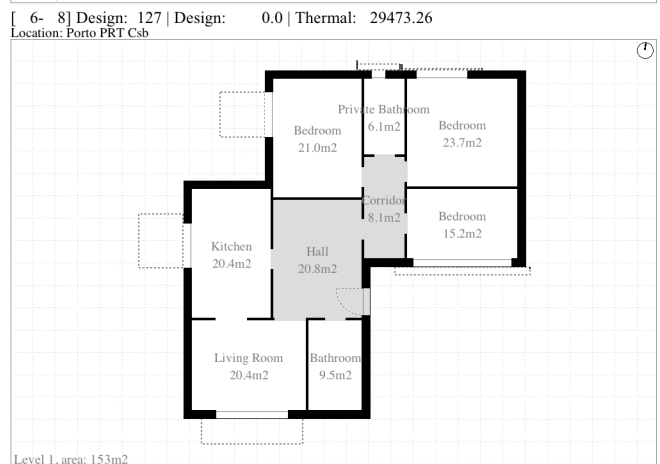 [ 6- 8] Design: 127 | Design: 0.0 | Thermal: 29473.26
Location: Porto PRT Csb
Private Bathroom
6.1m2
Bedroom
21.0m2
Bedroom
23.7m2
Corridor
8.1m2
Bedroom
15.2m2
Kitchen
20.4m2
Hall
20.8m2
Living Room
20.4m2
Bathroom
9.5m2
Level 1, area: 153m2